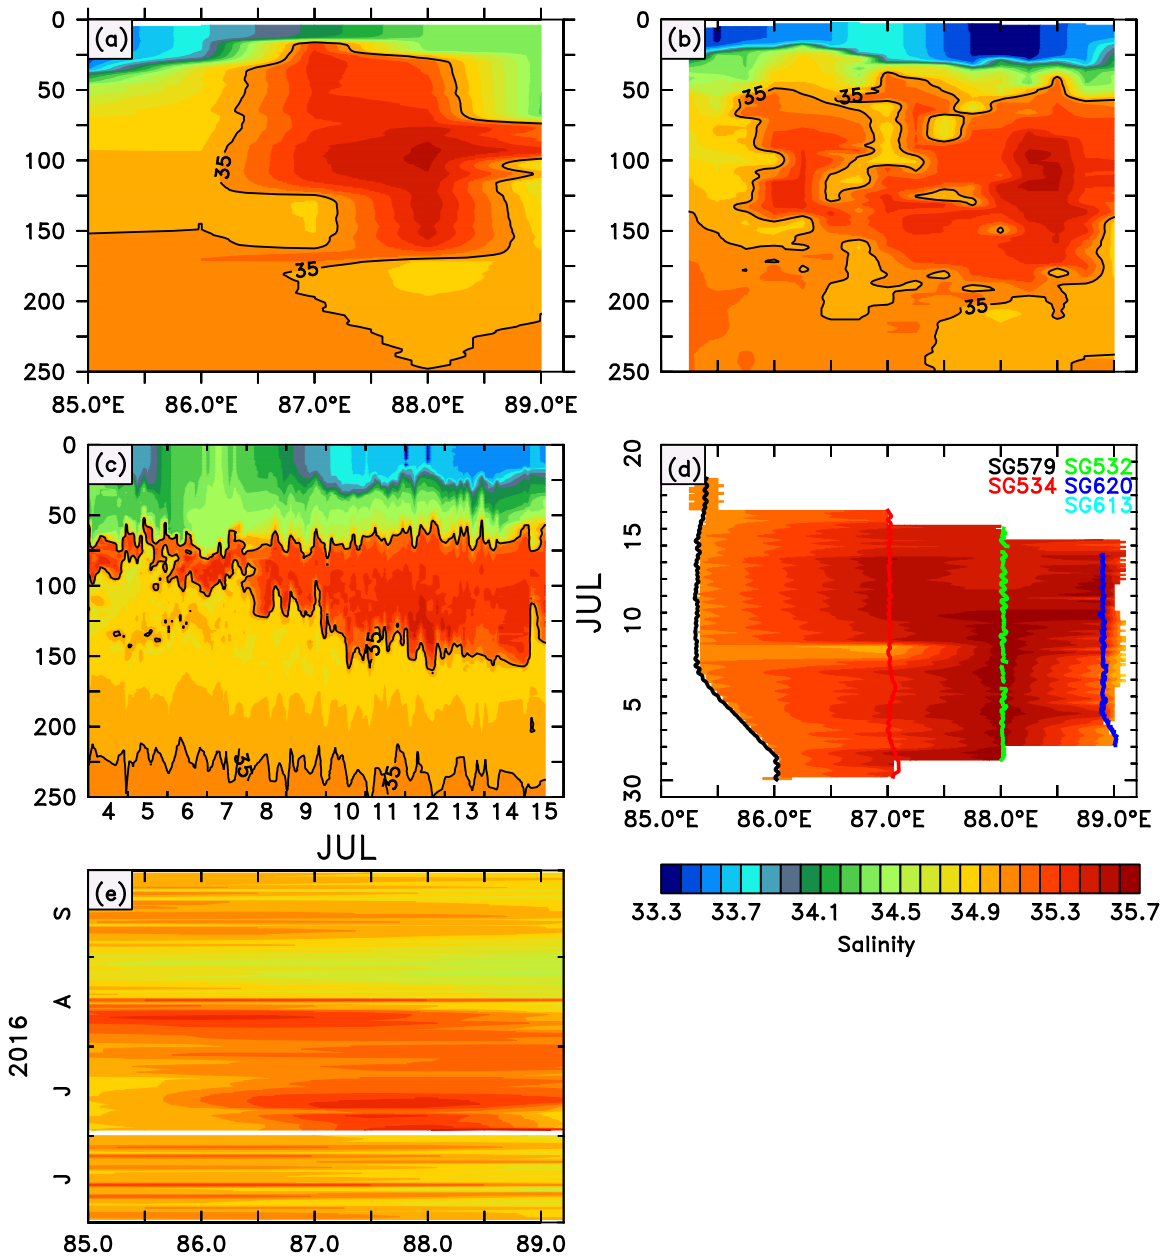 0
50
100
150
200
250
(a)
35
35
85.0°E 86.0°E 87.0°E 88.0°E 89.0°E
0
50
100
150
200
250
(b)
35
35
35
0
50
100
150
200
250
(c)
35
35
35
4 5 6 7 8 9 10 11 12 13 14 15
JUL
(d)
SG579 SG532
SG534 SG620
SG613
20
15
10
5
30
JUL
85.0°E 86.0°E 87.0°E 88.0°E 89.0°E
33.3 33.7 34.1 34.5 34.9 35.3 35.7
Salinity
(e)
S
A
J
J
2016
85.0 86.0 87.0 88.0 89.0